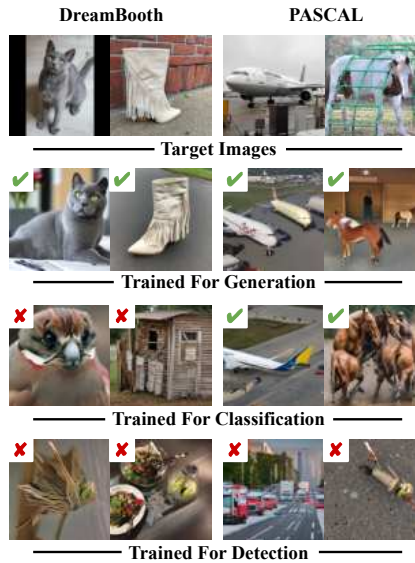 DreamBooth PASCAL
Target Images
Trained For Generation
Trained For Classification
Trained For Detection